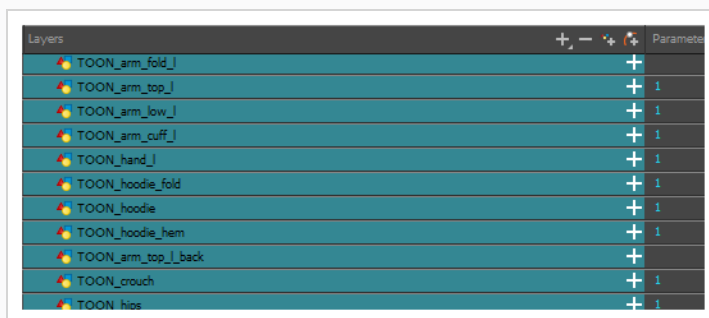 Layers Parameter
TOON_arm_fold_l
TOON_arm_top_l 1
TOON_arm_low_l 1
TOON_arm_cuff_l 1
TOON_hand_l 1
TOON_hoodie_fold 1
TOON_hoodie 1
TOON_hoodie_hem 1
TOON_arm_top_l_back
TOON_crouch 1
TOON_hips 1